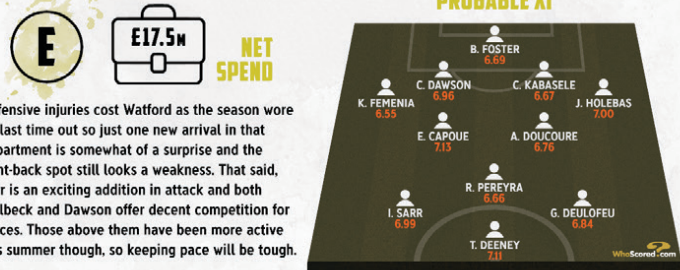 PROBABLE XI
E
£17.5M
NET
SPEND
fensive injuries cost Watford as the season wore
last time out so just one new arrival in that
partment is somewhat of a surprise and the
ht-back spot still looks a weakness. That said,
r is an exciting addition in attack and both
lbeck and Dawson offer decent competition for
ces. Those above them have been more active
s summer though, so keeping pace will be tough.
B. FOSTER
6.69
C. DAWSON
6.96
C. KABASELE
6.67
K. FEMENIA
6.55
J. HOLEBAS
7.00
E. CAPOUE
7.13
A. DOUCOURE
6.76
R. PEREYRA
6.66
I. SARR
6.99
G. DEULOFEU
6.84
T. DEENEY
7.11
WhoScored.com